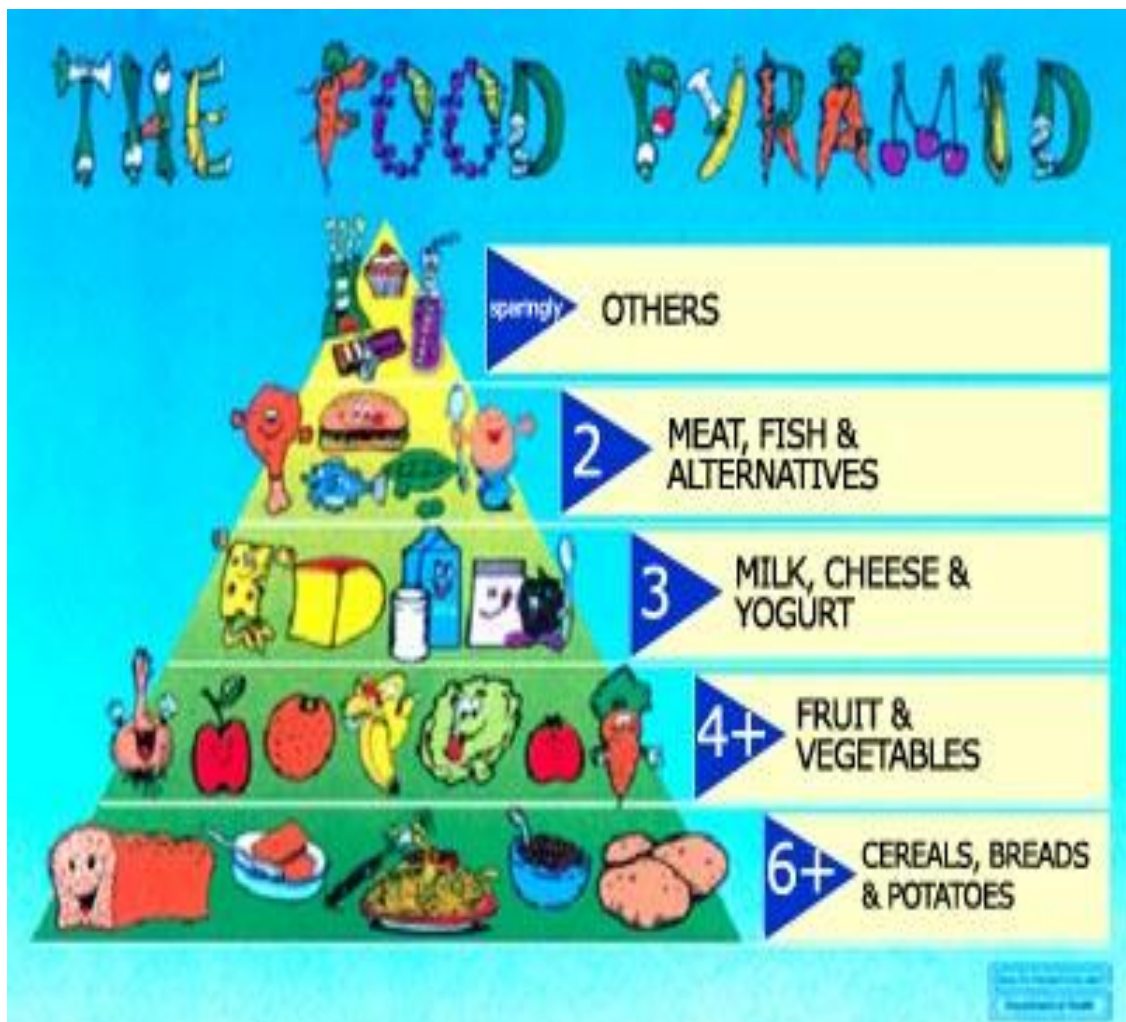 THE FOOD PYRAMID
sparingly
OTHERS
2
MEAT, FISH &
ALTERNATIVES
3
MILK, CHEESE &
YOGURT
4+
FRUIT &
VEGETABLES
6+
CEREALS, BREADS
& POTATOES